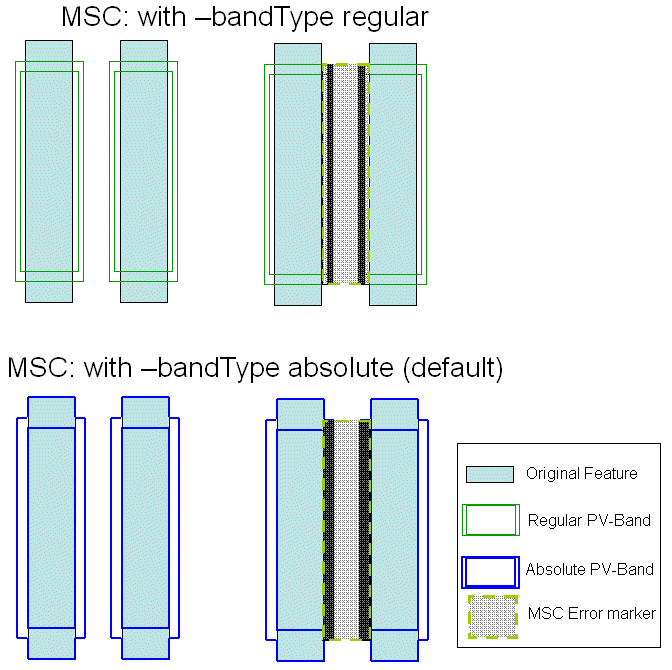 MSC: with –bandType regular
MSC: with –bandType absolute (default)
Original Feature
Regular PV-Band
Absolute PV-Band
MSC Error marker